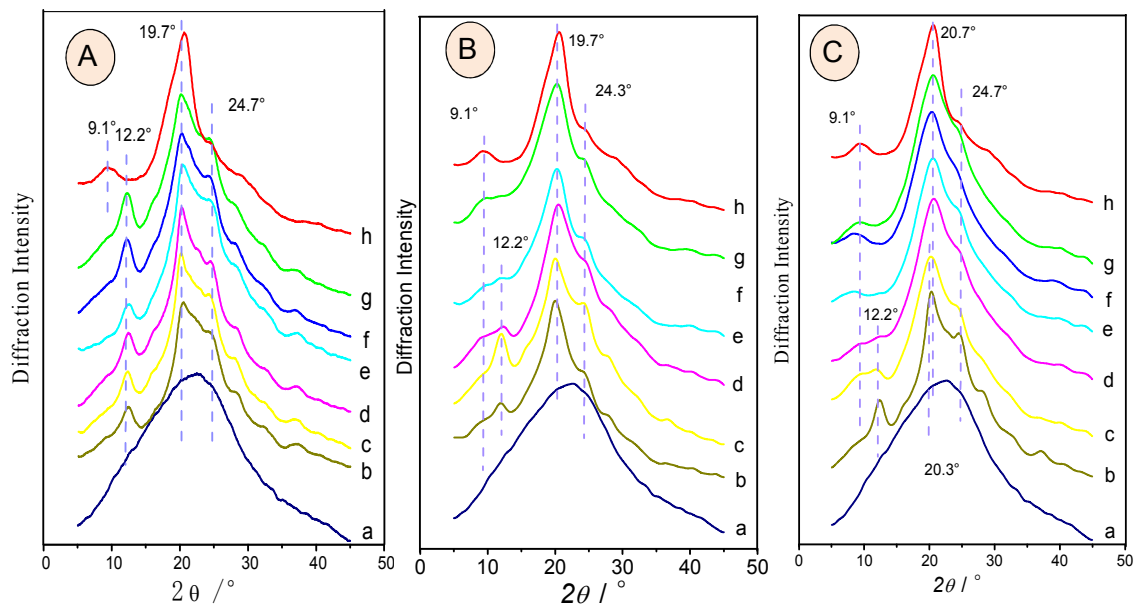 A
19.7°
24.7°
9.1°
12.2°
h
g
f
e
d
c
b
a
Diffraction Intensity
0 10 20 30 40 50
2θ /°
B
19.7°
24.3°
9.1°
12.2°
h
g
f
e
d
c
b
a
Diffraction Intensity
0 10 20 30 40 50
2θ / °
C
20.7°
24.7°
9.1°
12.2°
20.3°
h
g
f
e
d
c
b
a
Diffraction Intensity
0 10 20 30 40 50
2θ / °